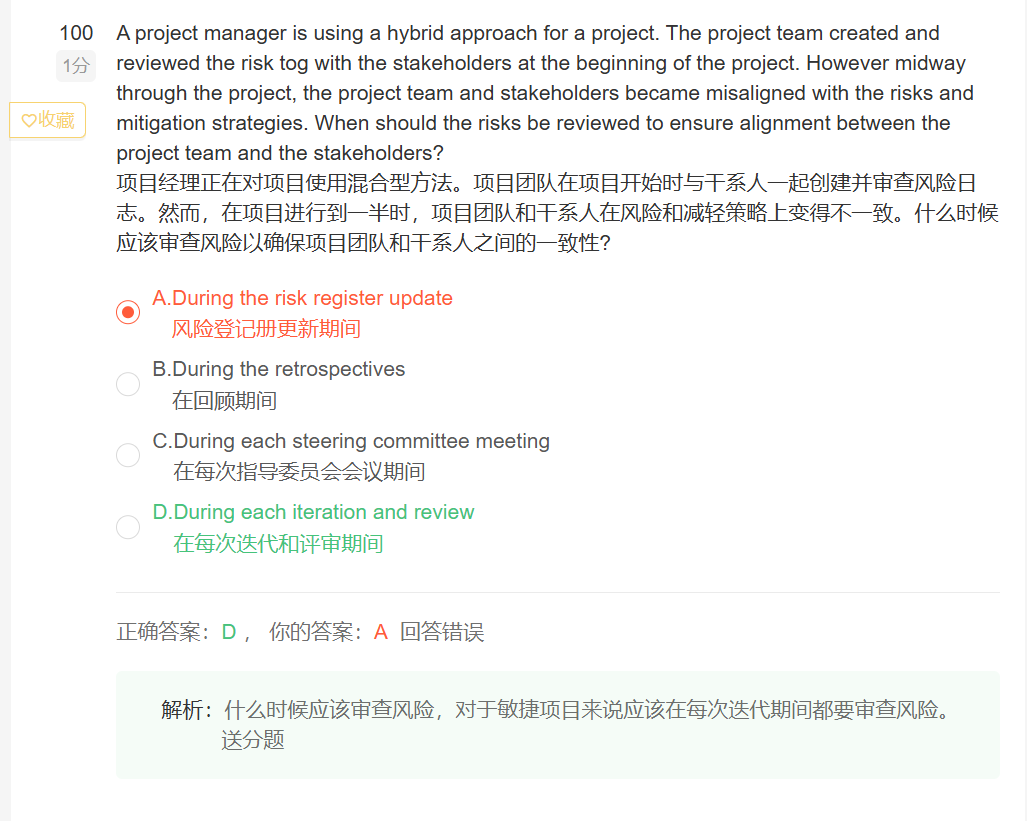 100
A project manager is using a hybrid approach for a project. The project team created and
1分
reviewed the risk tog with the stakeholders at the beginning of the project. However midway
through the project, the project team and stakeholders became misaligned with the risks and
收藏
mitigation strategies. When should the risks be reviewed to ensure alignment between the
project team and the stakeholders?
项目经理正在对项目使用混合型方法。项目团队在项目开始时与干系人一起创建并审查风险日
志。然而，在项目进行到一半时，项目团队和干系人在风险和减轻策略上变得不一致。什么时候
应该审查风险以确保项目团队和干系人之间的一致性?
A.During the risk register update
风险登记册更新期间
B.During the retrospectives
在回顾期间
C.During each steering committee meeting
在每次指导委员会会议期间
D.During each iteration and review
在每次迭代和评审期间
正确答案：D ， 你的答案：A 回答错误
解析：什么时候应该审查风险，对于敏捷项目来说应该在每次迭代期间都要审查风险。
送分题